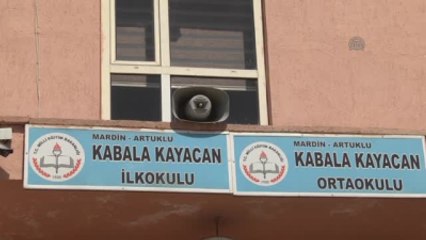 MARDİN - ARTUKLU
KABALA KAYACAN
İLKOKULU
MARDİN - ARTUKLU
KABALA KAYACAN
ORTAOKULU